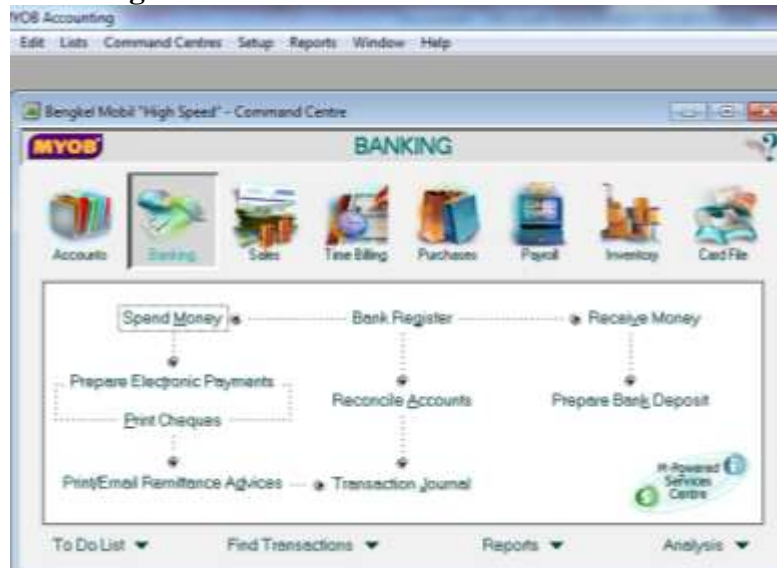 MYOB Accounting
Edit Lists Command Centres Setup Reports Window Help
Bengkel Mobil "High Speed" - Command Centre
MYOB BANKING
Accounts Banking Sales Time Billing Purchases Payroll Inventory Card File
Spend Money Bank Register Receive Money
Prepare Electronic Payments
Reconcile Accounts Prepare Bank Deposit
Print Cheques
M-Powered
Services
Centre
Print/Email Remittance Advices Transaction Journal
To Do List Find Transactions Reports Analysis